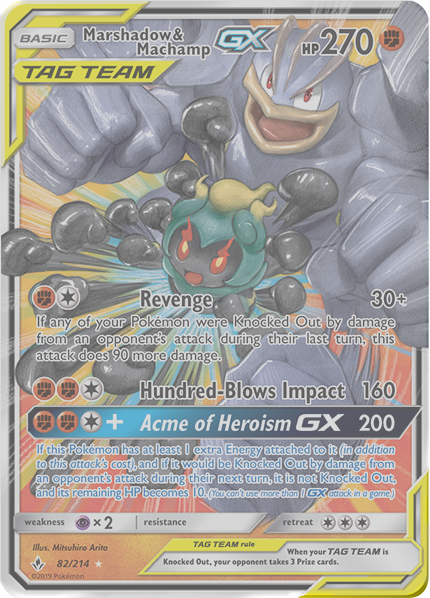 BASIC
Marshadow & Machamp GX HP 270
TAG TEAM
Revenge 30+
If any of your Pokémon were Knocked Out by damage
from an opponent's attack during their last turn, this
attack does 90 more damage.
Hundred-Blows Impact 160
+ Acme of Heroism GX 200
If this Pokémon has at least 1 extra Energy attached to it (in addition
to this attack's cost), and if it would be Knocked Out by damage from
an opponent's attack during their next turn, it is not Knocked Out,
and its remaining HP becomes 10. (You can't use more than 1 GX attack in a game.)
weakness ×2 resistance retreat
Illus. Mitsuhiro Arita
82/214
©2019 Pokémon
TAG TEAM rule
When your TAG TEAM is
Knocked Out, your opponent takes 3 Prize cards.